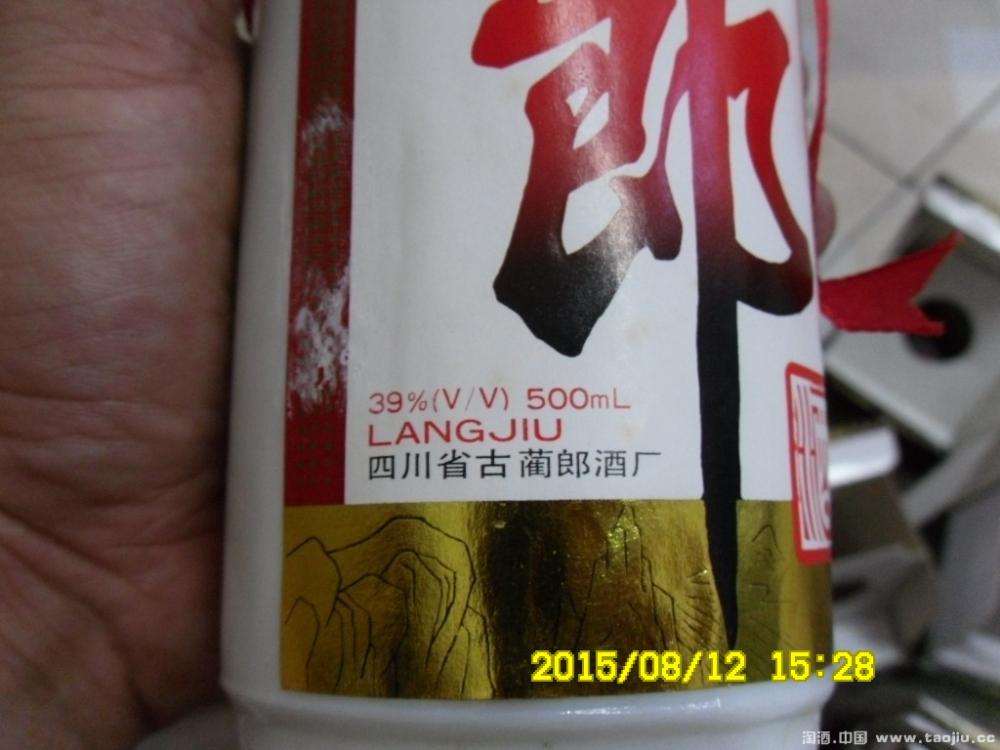 郎
39%(V/V) 500mL
LANGJIU
四川省古蔺郎酒厂
2015/08/12 15:28
淘酒.中国 www.taojiu.cc